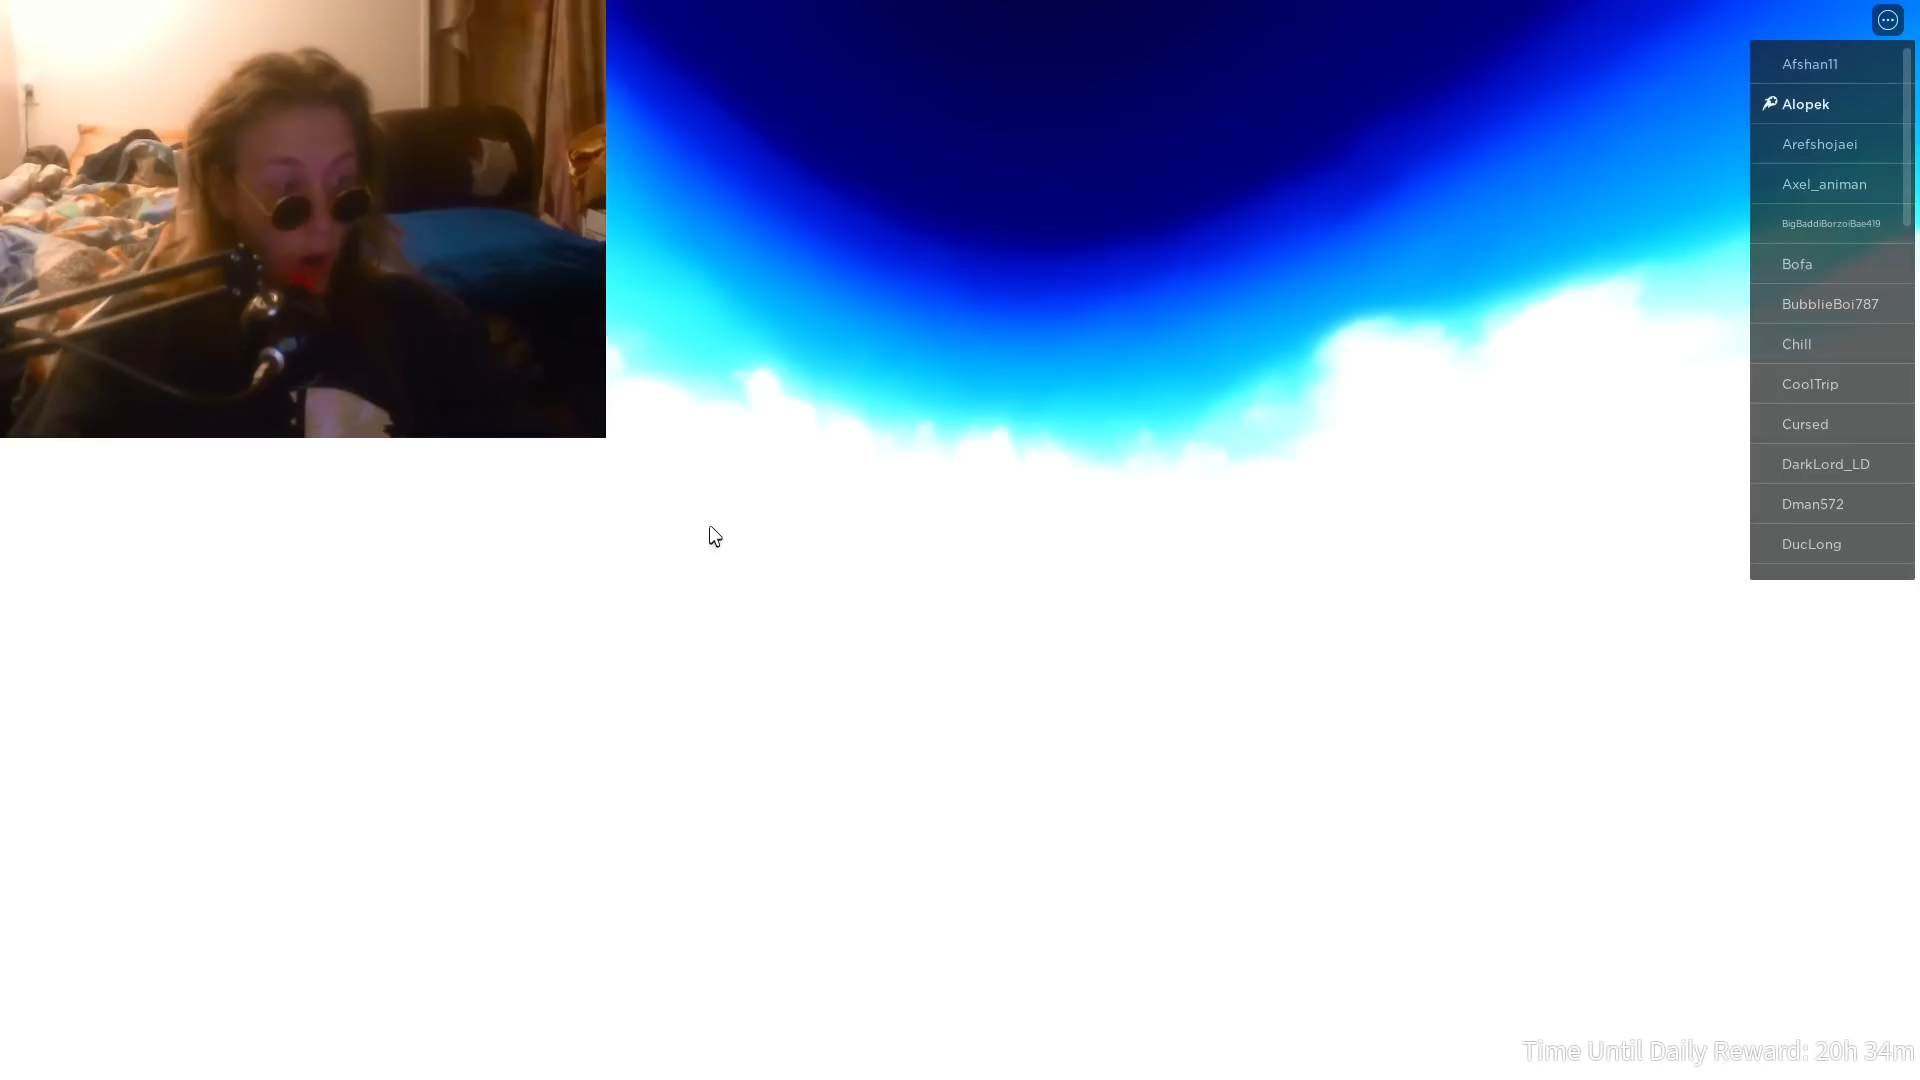 Afshan11
Alopek
Arefshojaei
Axel_animan
BigBaddiBorzoiBae419
Bofa
BubblieBoi787
Chill
CoolTrip
Cursed
DarkLord_LD
Dman572
DucLong
Time Until Daily Reward: 20h 34m